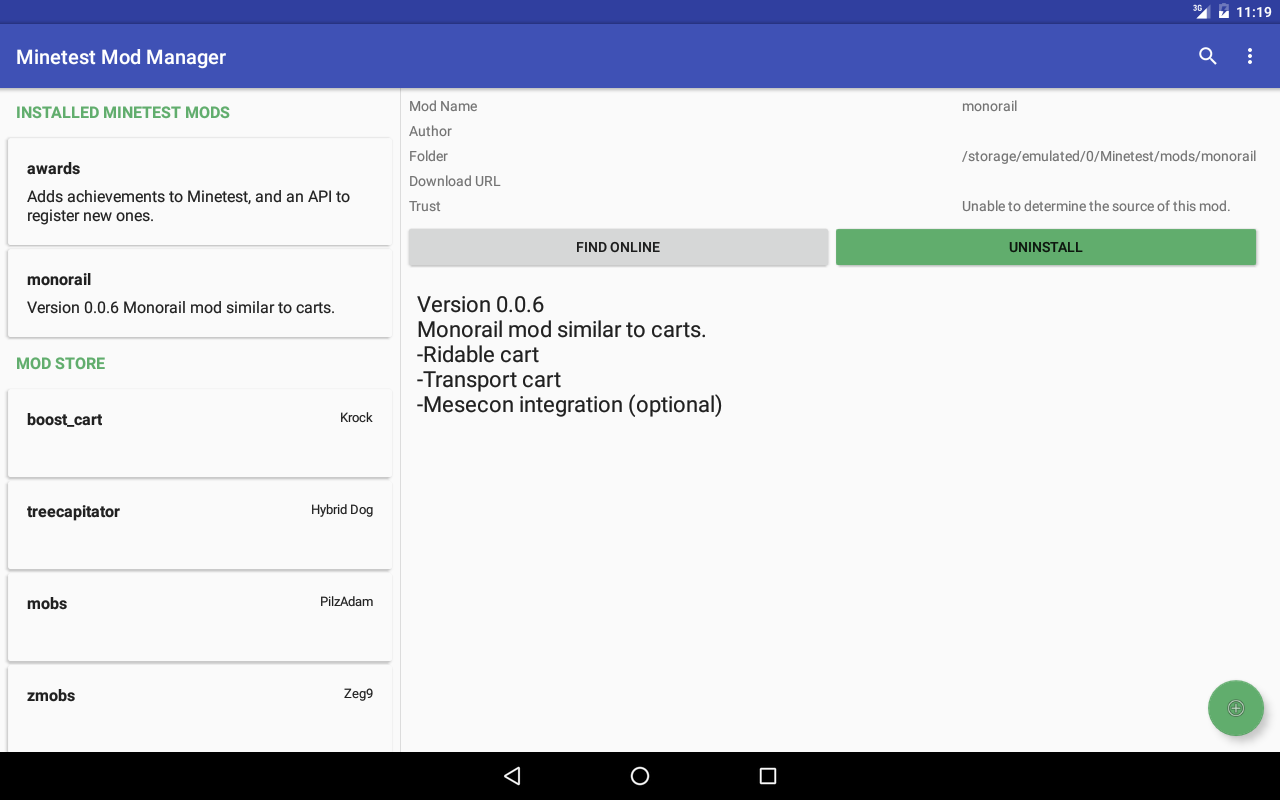 3G 11:19
Minetest Mod Manager
INSTALLED MINETEST MODS
awards
Adds achievements to Minetest, and an API to
register new ones.
monorail
Version 0.0.6 Monorail mod similar to carts.
MOD STORE
boost_cart Krock
treecapitator Hybrid Dog
mobs PilzAdam
zmobs Zeg9
Mod Name monorail
Author
Folder /storage/emulated/0/Minetest/mods/monorail
Download URL
Trust Unable to determine the source of this mod.
FIND ONLINE UNINSTALL
Version 0.0.6
Monorail mod similar to carts.
-Ridable cart
-Transport cart
-Mesecon integration (optional)